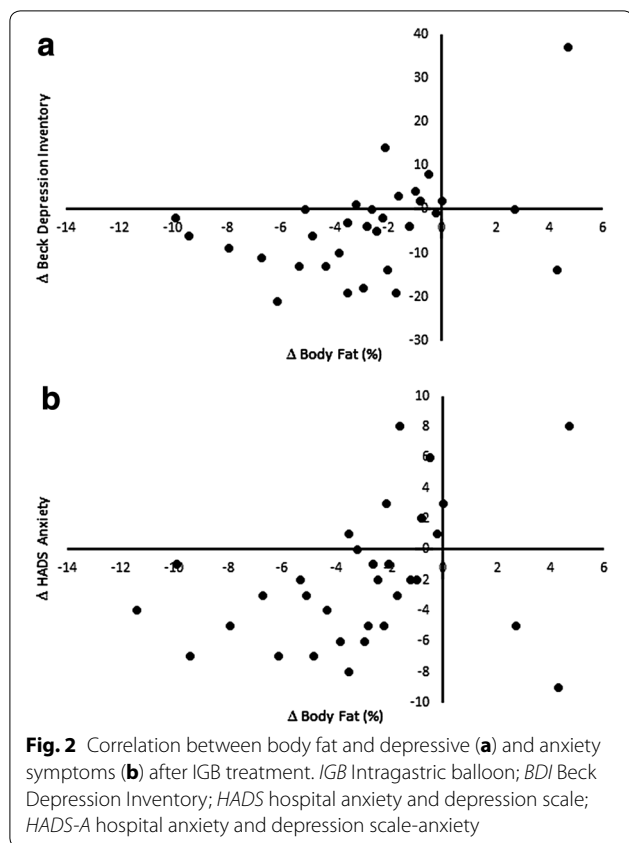 a
40
30
20
10
0
-14 -12 -10 -8 -6 -4 -2 0 2 4 6
-10
-20
-30
Δ Beck Depression Inventory
Δ Body Fat (%)
b
10
8
6
4
2
0
-14 -12 -10 -8 -6 -4 -2 0 2 4 6
-2
-4
-6
-8
-10
Δ HADS Anxiety
Δ Body Fat (%)
Fig. 2 Correlation between body fat and depressive (a) and anxiety
symptoms (b) after IGB treatment. IGB Intragastric balloon; BDI Beck
Depression Inventory; HADS hospital anxiety and depression scale;
HADS-A hospital anxiety and depression scale-anxiety